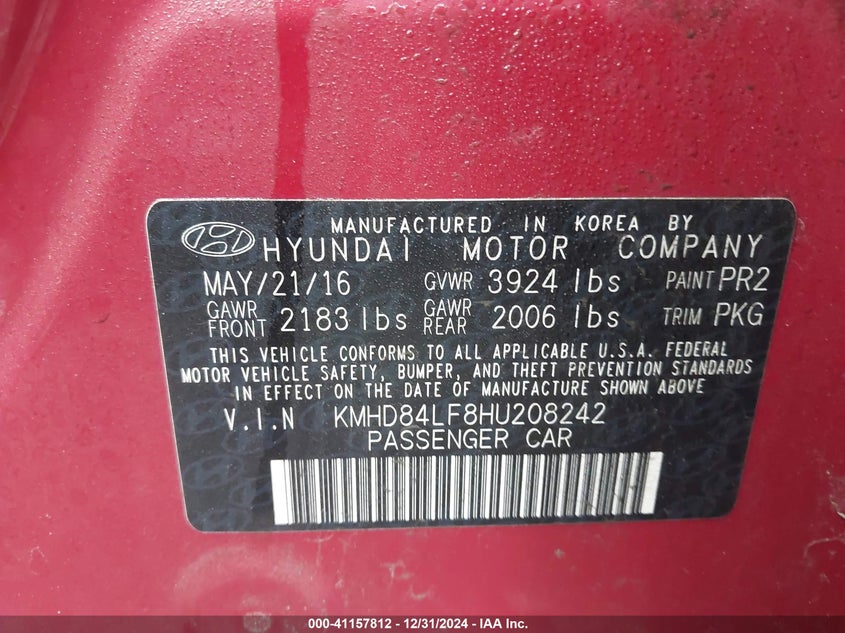 MANUFACTURED IN KOREA BY
HYUNDAI MOTOR COMPANY
MAY/21/16 GVWR 3924 lbs PAINT PR2
GAWR FRONT 2183 lbs GAWR REAR 2006 lbs TRIM PKG
THIS VEHICLE CONFORMS TO ALL APPLICABLE U.S.A. FEDERAL
MOTOR VEHICLE SAFETY, BUMPER, AND THEFT PREVENTION STANDARDS
IN EFFECT ON THE DATE OF MANUFACTURE SHOWN ABOVE.
V.I.N KMHD84LF8HU208242
PASSENGER CAR
000-41157812 - 12/31/2024 - IAA Inc.